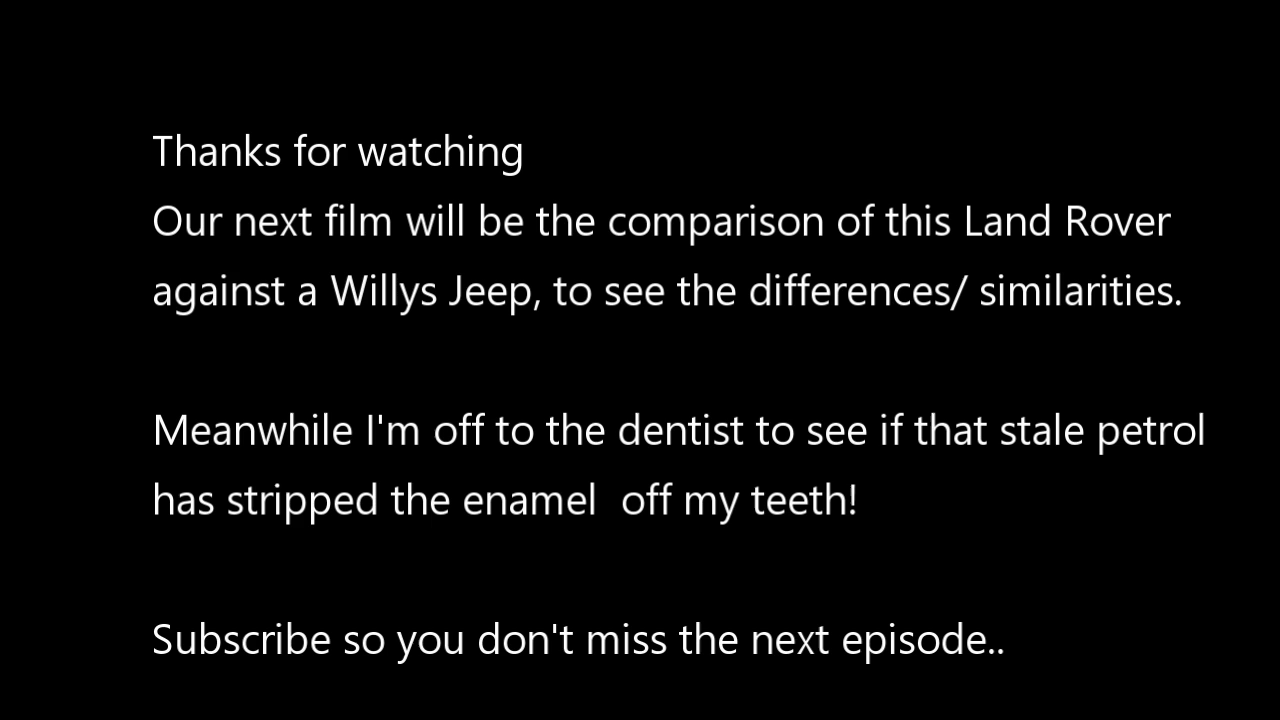 Thanks for watching
Our next film will be the comparison of this Land Rover
against a Willys Jeep, to see the differences/ similarities.
Meanwhile I'm off to the dentist to see if that stale petrol
has stripped the enamel  off my teeth!
Subscribe so you don't miss the next episode..